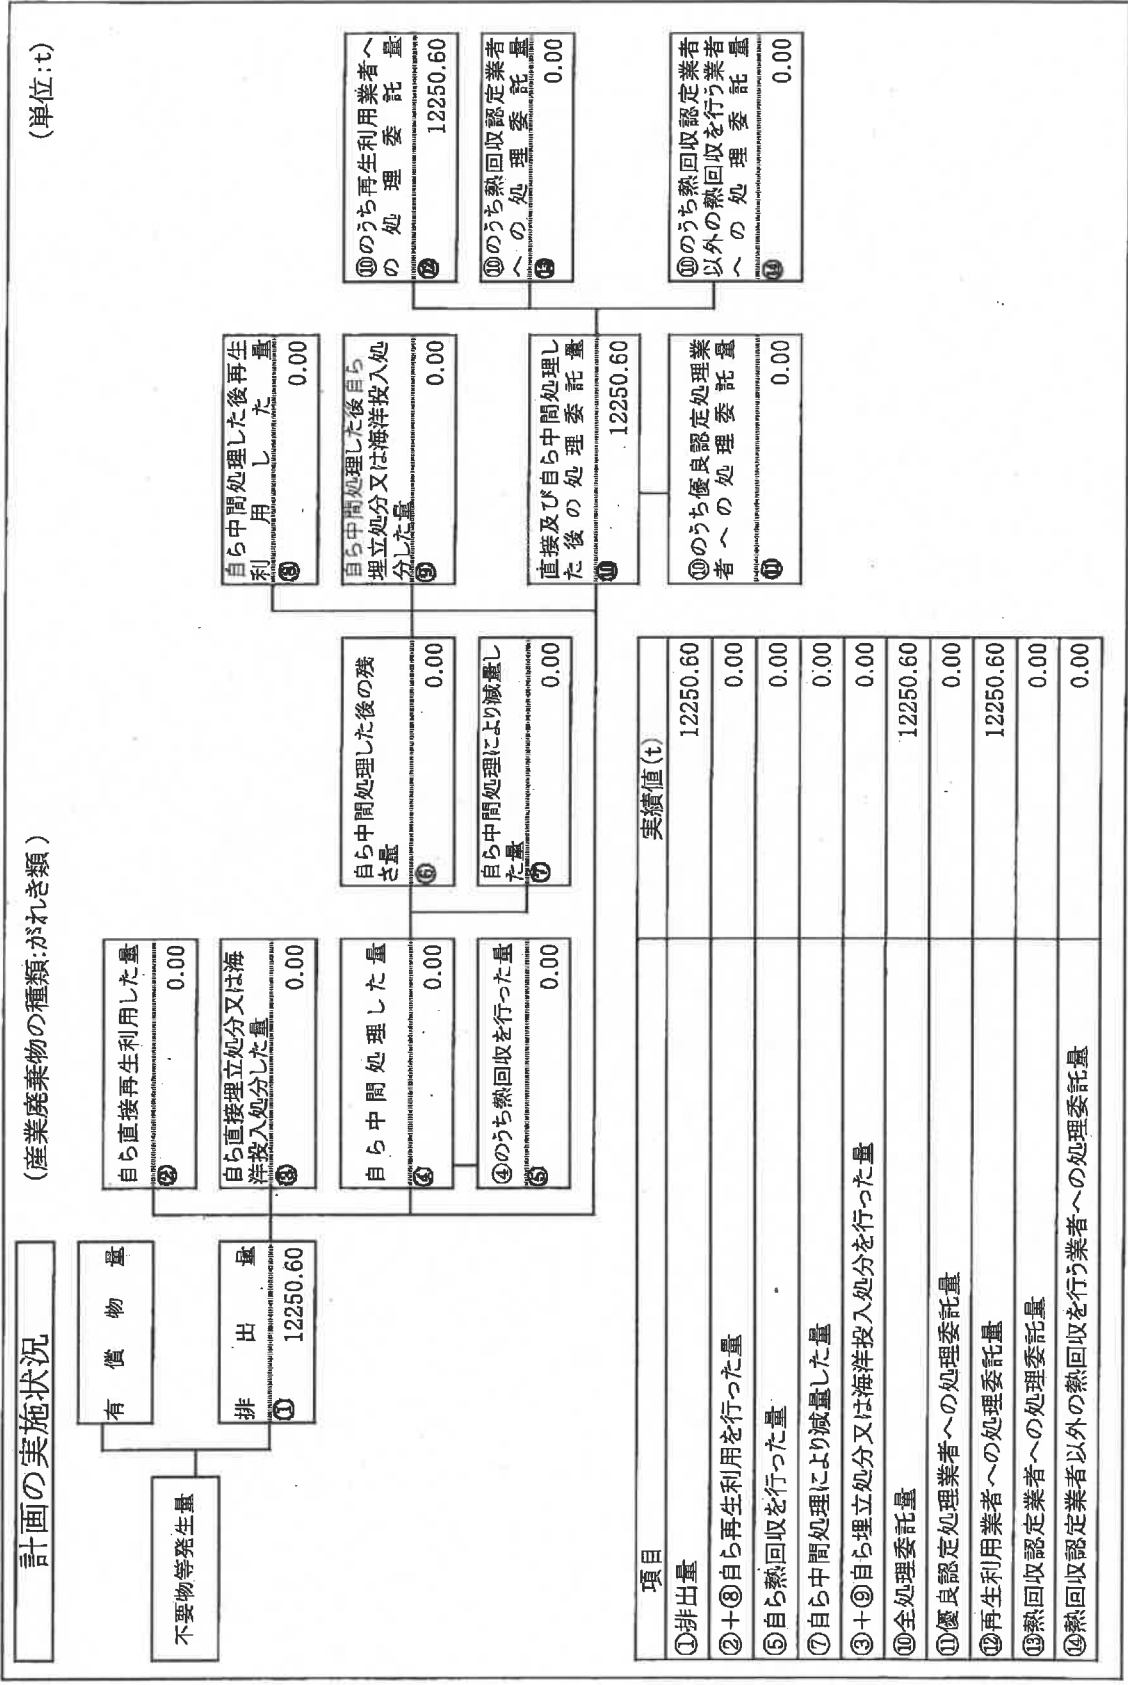 計画の実施状況
(産業廃棄物の種類:がれき類)
(単位:t)
不要物等発生量
有償物量
排出量
① 12250.60
自ら直接再生利用した量
② 0.00
自ら直接埋立処分又は海
洋投入処分した量
③ 0.00
自ら中間処理した量
④ 0.00
④のうち熱回収を行った量
⑤ 0.00
自ら中間処理した後の残
さ量
⑥ 0.00
自ら中間処理により減量し
た量
⑦ 0.00
自ら中間処理した後再生
利用した量
⑧ 0.00
自ら中間処理した後自ら
埋立処分又は海洋投入処
分した量
⑨ 0.00
直接及び自ら中間処理し
た後の処理委託量
⑩ 12250.60
⑩のうち優良認定処理業
者への処理委託量
⑪ 0.00
⑩のうち再生利用業者へ
の処理委託量
⑫ 12250.60
⑩のうち熱回収認定業者
への処理委託量
⑬ 0.00
⑩のうち熱回収認定業者
以外の熱回収を行う業者
への処理委託量
⑭ 0.00
項目 実績値(t)
①排出量 12250.60
②+⑧自ら再生利用を行った量 0.00
⑤自ら熱回収を行った量 0.00
⑦自ら中間処理により減量した量 0.00
③+⑨自ら埋立処分又は海洋投入処分を行った量 0.00
⑩全処理委託量 12250.60
⑪優良認定処理業者への処理委託量 0.00
⑫再生利用業者への処理委託量 12250.60
⑬熱回収認定業者への処理委託量 0.00
⑭熱回収認定業者以外の熱回収を行う業者への処理委託量 0.00